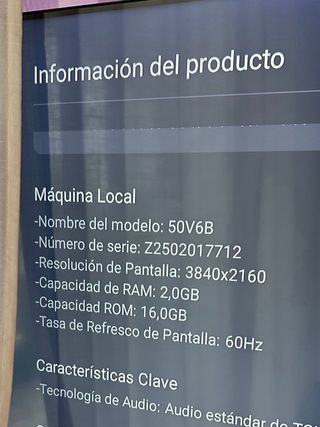 Información del producto
Máquina Local
-Nombre del modelo: 50V6B
-Número de serie: Z2502017712
-Resolución de Pantalla: 3840x2160
-Capacidad de RAM: 2,0GB
-Capacidad ROM: 16,0GB
-Tasa de Refresco de Pantalla: 60Hz
Características Clave
-Tecnología de Audio: Audio estándar de